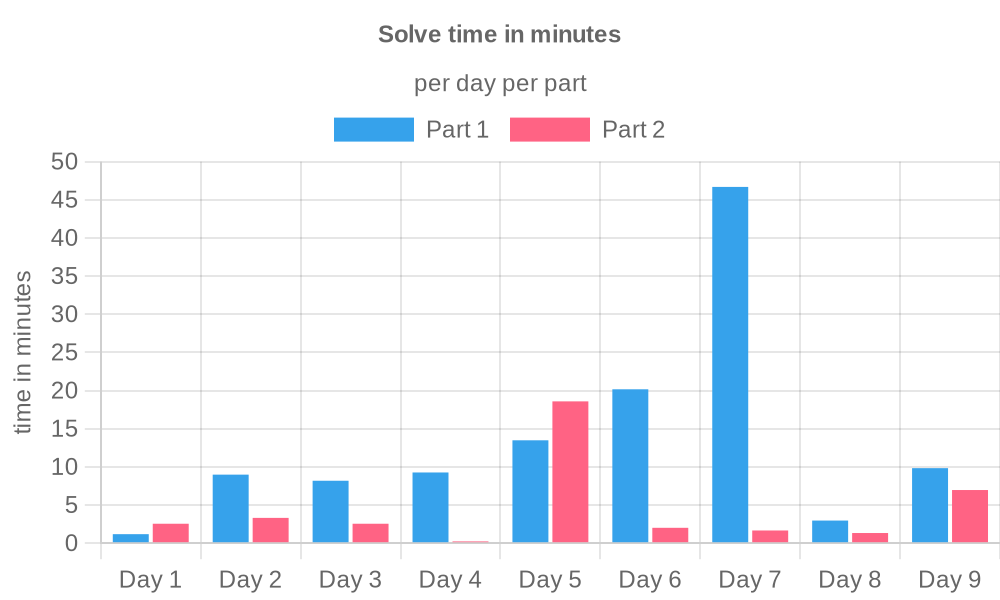 Solve time in minutes
per day per part
Part 1 Part 2
50
45
40
35
30
25
20
15
10
5
0
time in minutes
Day 1 Day 2 Day 3 Day 4 Day 5 Day 6 Day 7 Day 8 Day 9